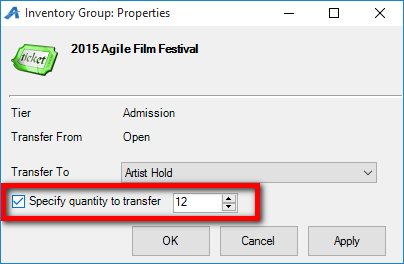 Inventory Group: Properties
2015 Agile Film Festival
ticket
Tier Admission
Transfer From Open
Transfer To Artist Hold
Specify quantity to transfer 12
OK Cancel Apply